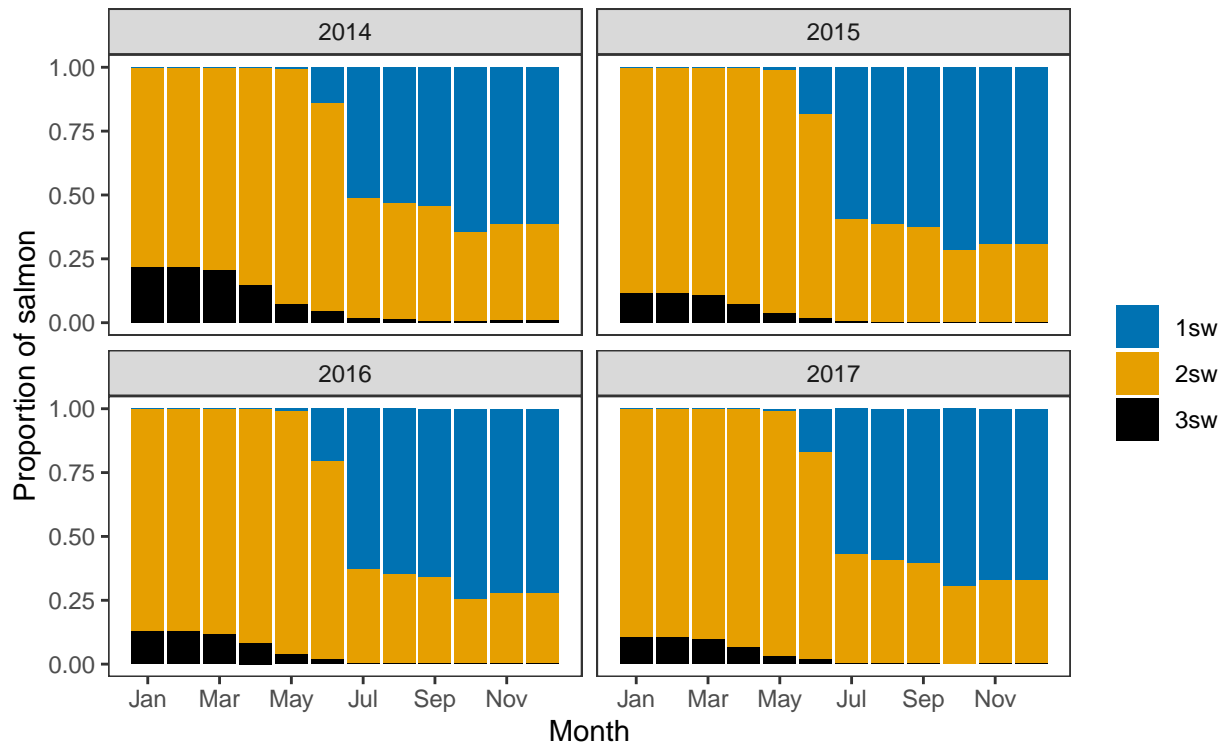 2014 2015
1.00
0.75
0.50
0.25
0.00
2016 2017
1.00
0.75
0.50
0.25
0.00
Jan Mar May Jul Sep Nov Jan Mar May Jul Sep Nov
Month
Proportion of salmon
1sw
2sw
3sw